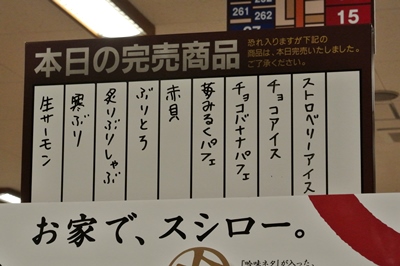 261 262
261 262
15
本日の完売商品
恐れ入りますが下記の
商品は、本日完売いたしました。
ご了承ください。
ストロベリーアイス
チョコアイス
チョコバナナパフェ
苺みるくパフェ
赤貝
ぶりとろ
炙りぶりしゃぶ
寒ぶり
生サーモン
お家で、スシロー。
「吟味ネタ」が入った、